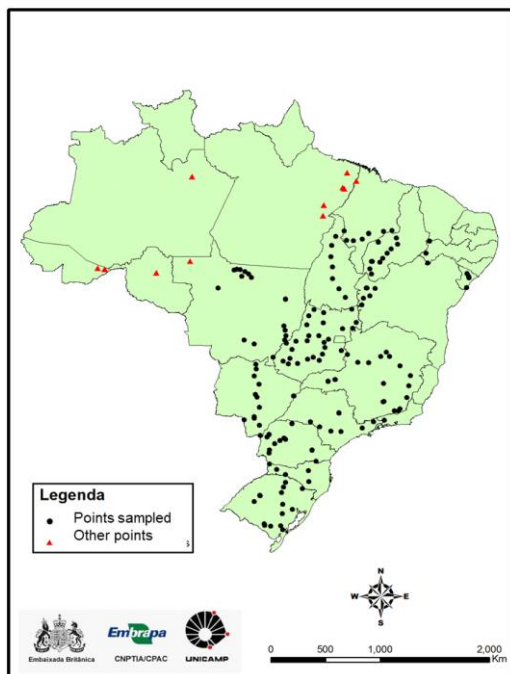 Legenda
Points sampled
Other points
s
N
W E
S
Embaixada Britânica
Embrapa
CNPTIA/CPAC
UNICAMP
0 500 1,000 2,000
Km